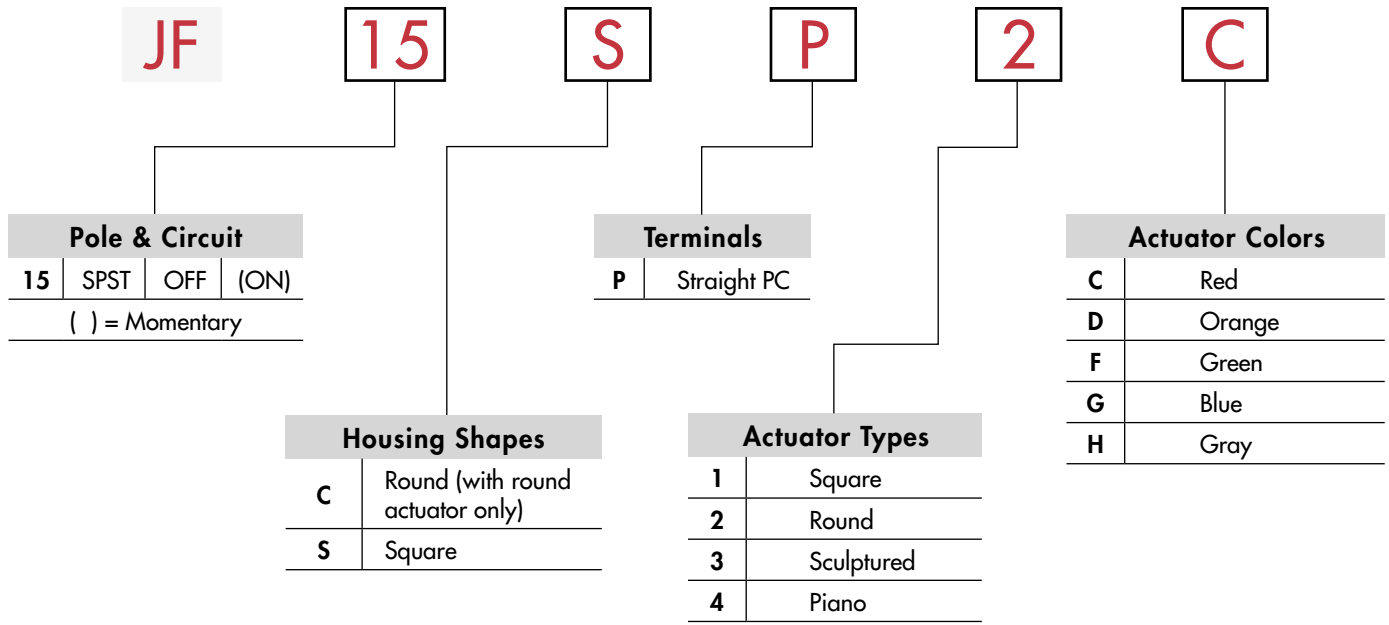 JF 15 S P 2 C
Pole & Circuit
15 SPST OFF (ON)
( ) = Momentary
Housing Shapes
C Round (with round
actuator only)
S Square
Terminals
P Straight PC
Actuator Types
1 Square
2 Round
3 Sculptured
4 Piano
Actuator Colors
C Red
D Orange
F Green
G Blue
H Gray